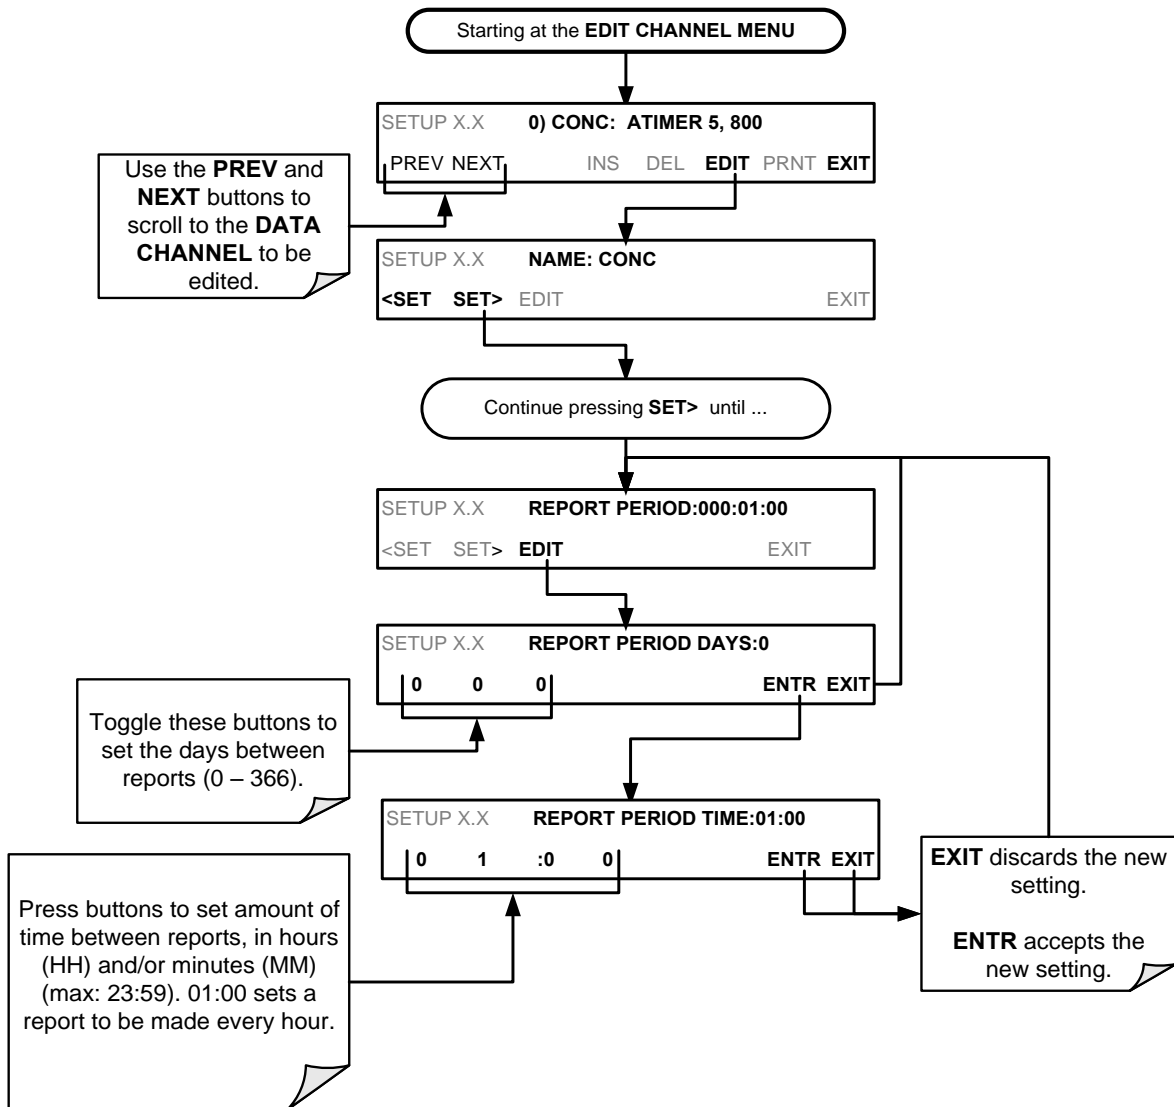 Starting at the EDIT CHANNEL MENU
SETUP X.X 0) CONC: ATIMER 5, 800
PREV NEXT INS DEL EDIT PRNT EXIT
Use the PREV and
NEXT buttons to
scroll to the DATA
CHANNEL to be
edited.
SETUP X.X NAME: CONC
<SET SET> EDIT EXIT
Continue pressing SET> until ...
SETUP X.X REPORT PERIOD:000:01:00
<SET SET> EDIT EXIT
SETUP X.X REPORT PERIOD DAYS:0
0 0 0 ENTR EXIT
Toggle these buttons to
set the days between
reports (0 – 366).
SETUP X.X REPORT PERIOD TIME:01:00
0 1 :0 0 ENTR EXIT
Press buttons to set amount of
time between reports, in hours
(HH) and/or minutes (MM)
(max: 23:59). 01:00 sets a
report to be made every hour.
EXIT discards the new
setting.
ENTR accepts the
new setting.